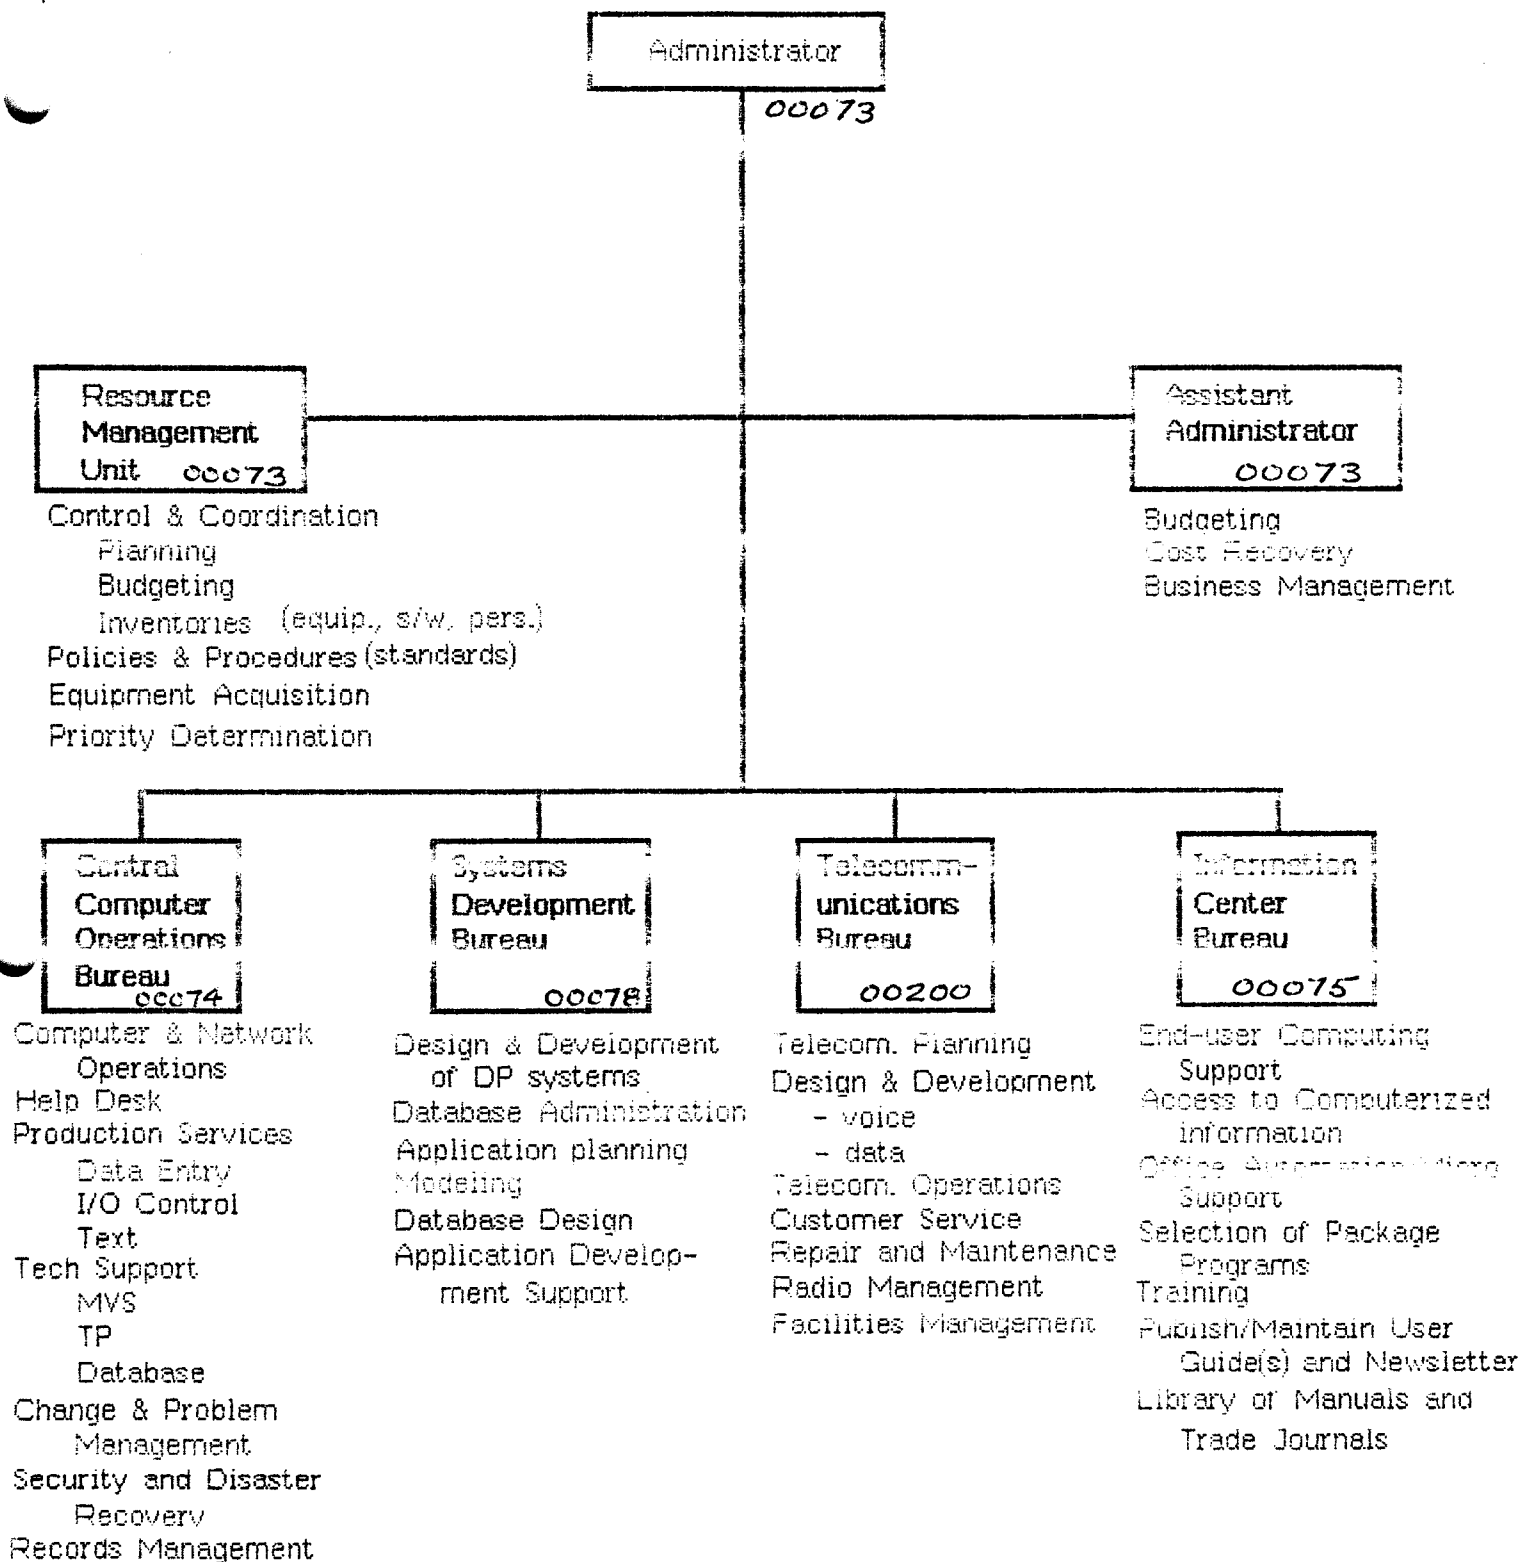 Administrator
00073
Resource
Management
Unit 00073
Control & Coordination
Planning
Budgeting
Inventories (equip., s/w, pers.)
Policies & Procedures (standards)
Equipment Acquisition
Priority Determination
Assistant
Administrator
00073
Budgeting
Cost Recovery
Business Management
Central
Computer
Operations
Bureau
00074
Computer & Network
Operations
Help Desk
Production Services
Data Entry
I/O Control
Text
Tech Support
MVS
TP
Database
Change & Problem
Management
Security and Disaster
Recovery
Records Management
Systems
Development
Bureau
00078
Design & Development
of DP systems
Database Administration
Application planning
Modeling
Database Design
Application Develop-
ment Support
Telecomm-
unications
Bureau
00200
Telecom. Planning
Design & Development
- voice
- data
Telecom. Operations
Customer Service
Repair and Maintenance
Radio Management
Facilities Management
Information
Center
Bureau
00075
End-user Computing
Support
Access to Computerized
information
Office Automation/Micro
Support
Selection of Package
Programs
Training
Publish/Maintain User
Guide(s) and Newsletter
Library of Manuals and
Trade Journals